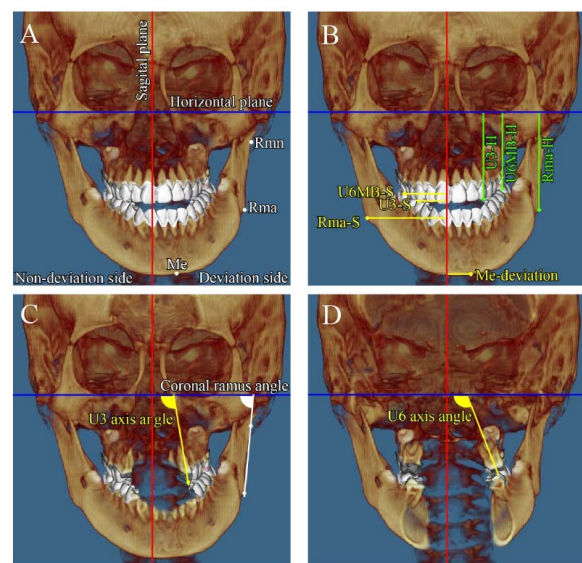 A
Sagital plane
Horizontal plane
Rmn
Rma
Me
Non-deviation side
Deviation side
B
U3-H
U6MB-H
Rma-H
U6MB-S
U3-S
Rma-S
Me-deviation
C
Coronal ramus angle
U3 axis angle
D
U6 axis angle